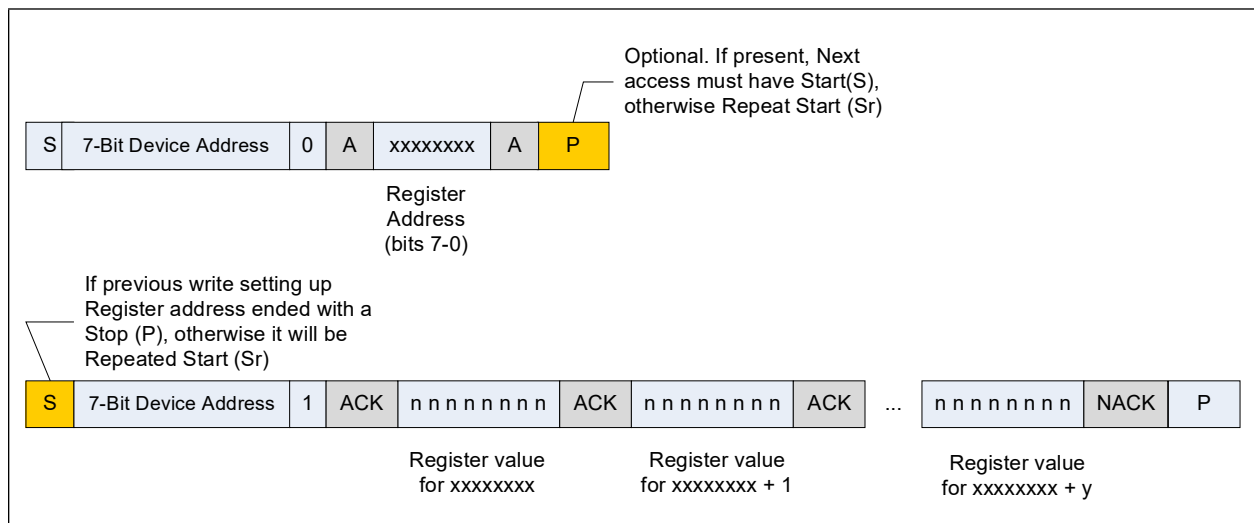 Optional. If present, Next
access must have Start(S),
otherwise Repeat Start (Sr)
S 7-Bit Device Address 0 A xxxxxxxx A P
Register
Address
(bits 7-0)
If previous write setting up
Register address ended with a
Stop (P), otherwise it will be
Repeated Start (Sr)
S 7-Bit Device Address 1 ACK n n n n n n n n ACK n n n n n n n n ACK ... n n n n n n n n NACK P
Register value
for xxxxxxxx
Register value
for xxxxxxxx + 1
Register value
for xxxxxxxx + y